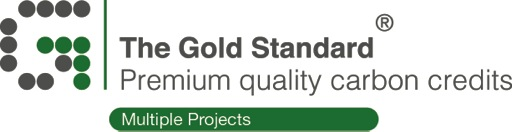 The Gold Standard®
Premium quality carbon credits
Multiple Projects